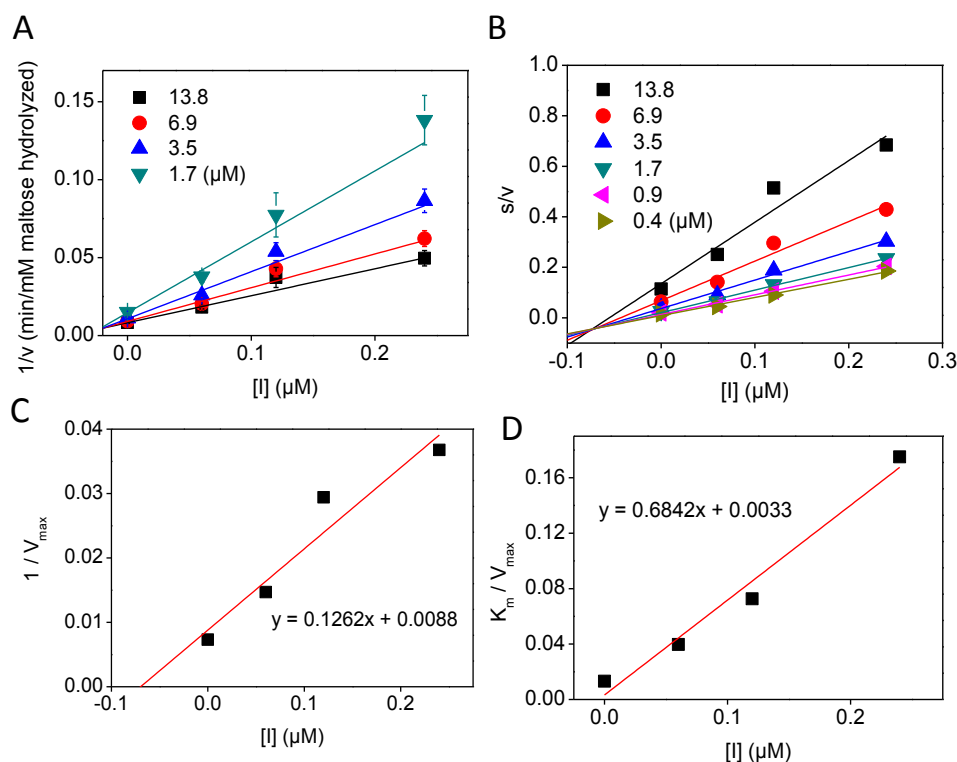 A
1/v (min/mM maltose hydrolyzed)
0.15
0.10
0.05
0.00
13.8
6.9
3.5
1.7 (μM)
0.0
0.2
[I] (μM)
B
s/v
1.0
0.8
0.6
0.4
0.2
0.0
13.8
6.9
3.5
1.7
0.9
0.4 (μM)
-0.1
0.0
0.1
0.2
0.3
[I] (μM)
C
1 / Vmax
0.04
0.03
0.02
0.01
0.00
y = 0.1262x + 0.0088
-0.1
0.0
0.1
0.2
[I] (μM)
D
Km / Vmax
0.16
0.12
0.08
0.04
0.00
y = 0.6842x + 0.0033
0.0
0.1
0.2
[I] (μM)